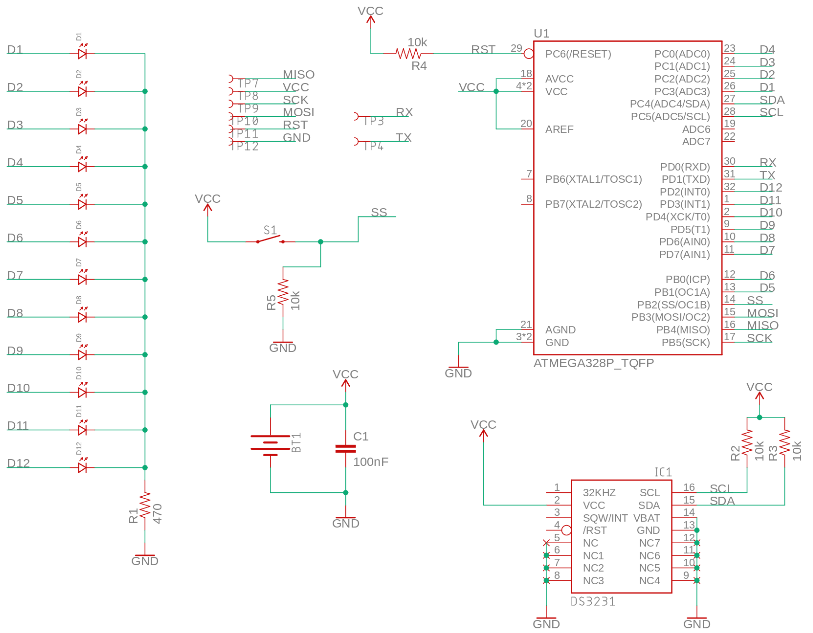 VCC
10k
R4
RST
U1
29
PC6(/RESET)
PC0(ADC0)
23
D4
PC1(ADC1)
24
D3
PC2(ADC2)
25
D2
PC3(ADC3)
26
D1
PC4(ADC4/SDA)
27
SDA
PC5(ADC5/SCL)
28
SCL
ADC6
19
ADC7
22
VCC
18
AVCC
4*2
VCC
20
AREF
7
PB6(XTAL1/TOSC1)
8
PB7(XTAL2/TOSC2)
PD0(RXD)
30
RX
PD1(TXD)
31
TX
PD2(INT0)
32
D12
PD3(INT1)
1
D11
PD4(XCK/T0)
2
D10
PD5(T1)
9
D9
PD6(AIN0)
10
D8
PD7(AIN1)
11
D7
PB0(ICP)
12
D6
PB1(OC1A)
13
D5
PB2(SS/OC1B)
14
SS
PB3(MOSI/OC2)
15
MOSI
PB4(MISO)
16
MISO
PB5(SCK)
17
SCK
21
AGND
3*2
GND
GND
ATMEGA328P_TQFP
D1
D1
D2
D2
D3
D3
D4
D4
D5
D5
D6
D6
D7
D7
D8
D8
D9
D9
D10
D10
D11
D11
D12
D12
R1
470
GND
MISO
TP7
VCC
TP8
SCK
TP9
MOSI
TP10
RST
TP11
GND
TP12
RX
TP3
TX
TP4
VCC
S1
SS
R5
10k
GND
VCC
BT1
C1
100nF
GND
VCC
VCC
R2
10k
R3
10k
IC1
1
32KHZ
SCL
16
SCL
2
VCC
SDA
15
SDA
3
SQW/INT
VBAT
14
4
/RST
GND
13
5
NC
NC7
12
6
NC1
NC6
11
7
NC2
NC5
10
8
NC3
NC4
9
DS3231
GND
GND